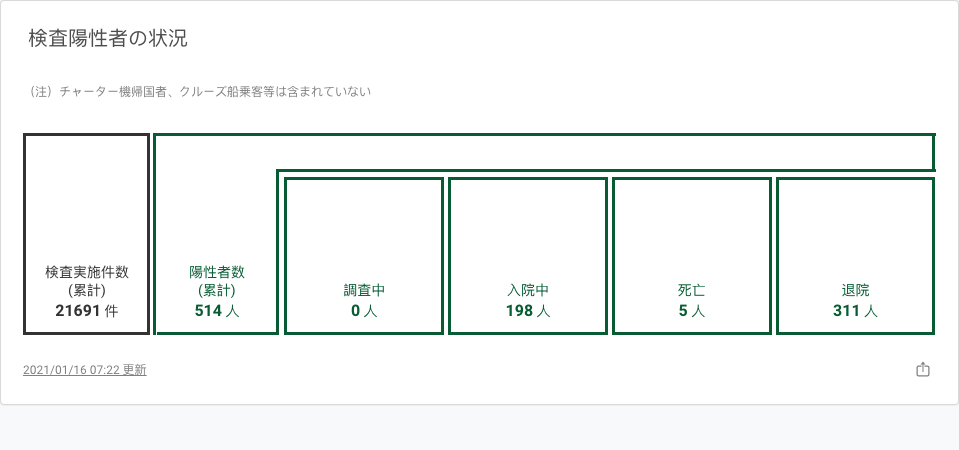 検査陽性者の状況
（注）チャーター機帰国者、クルーズ船乗客等は含まれていない
検査実施件数
(累計)
21691 件
陽性者数
(累計)
514 人
調査中
0 人
入院中
198 人
死亡
5 人
退院
311 人
2021/01/16 07:22 更新